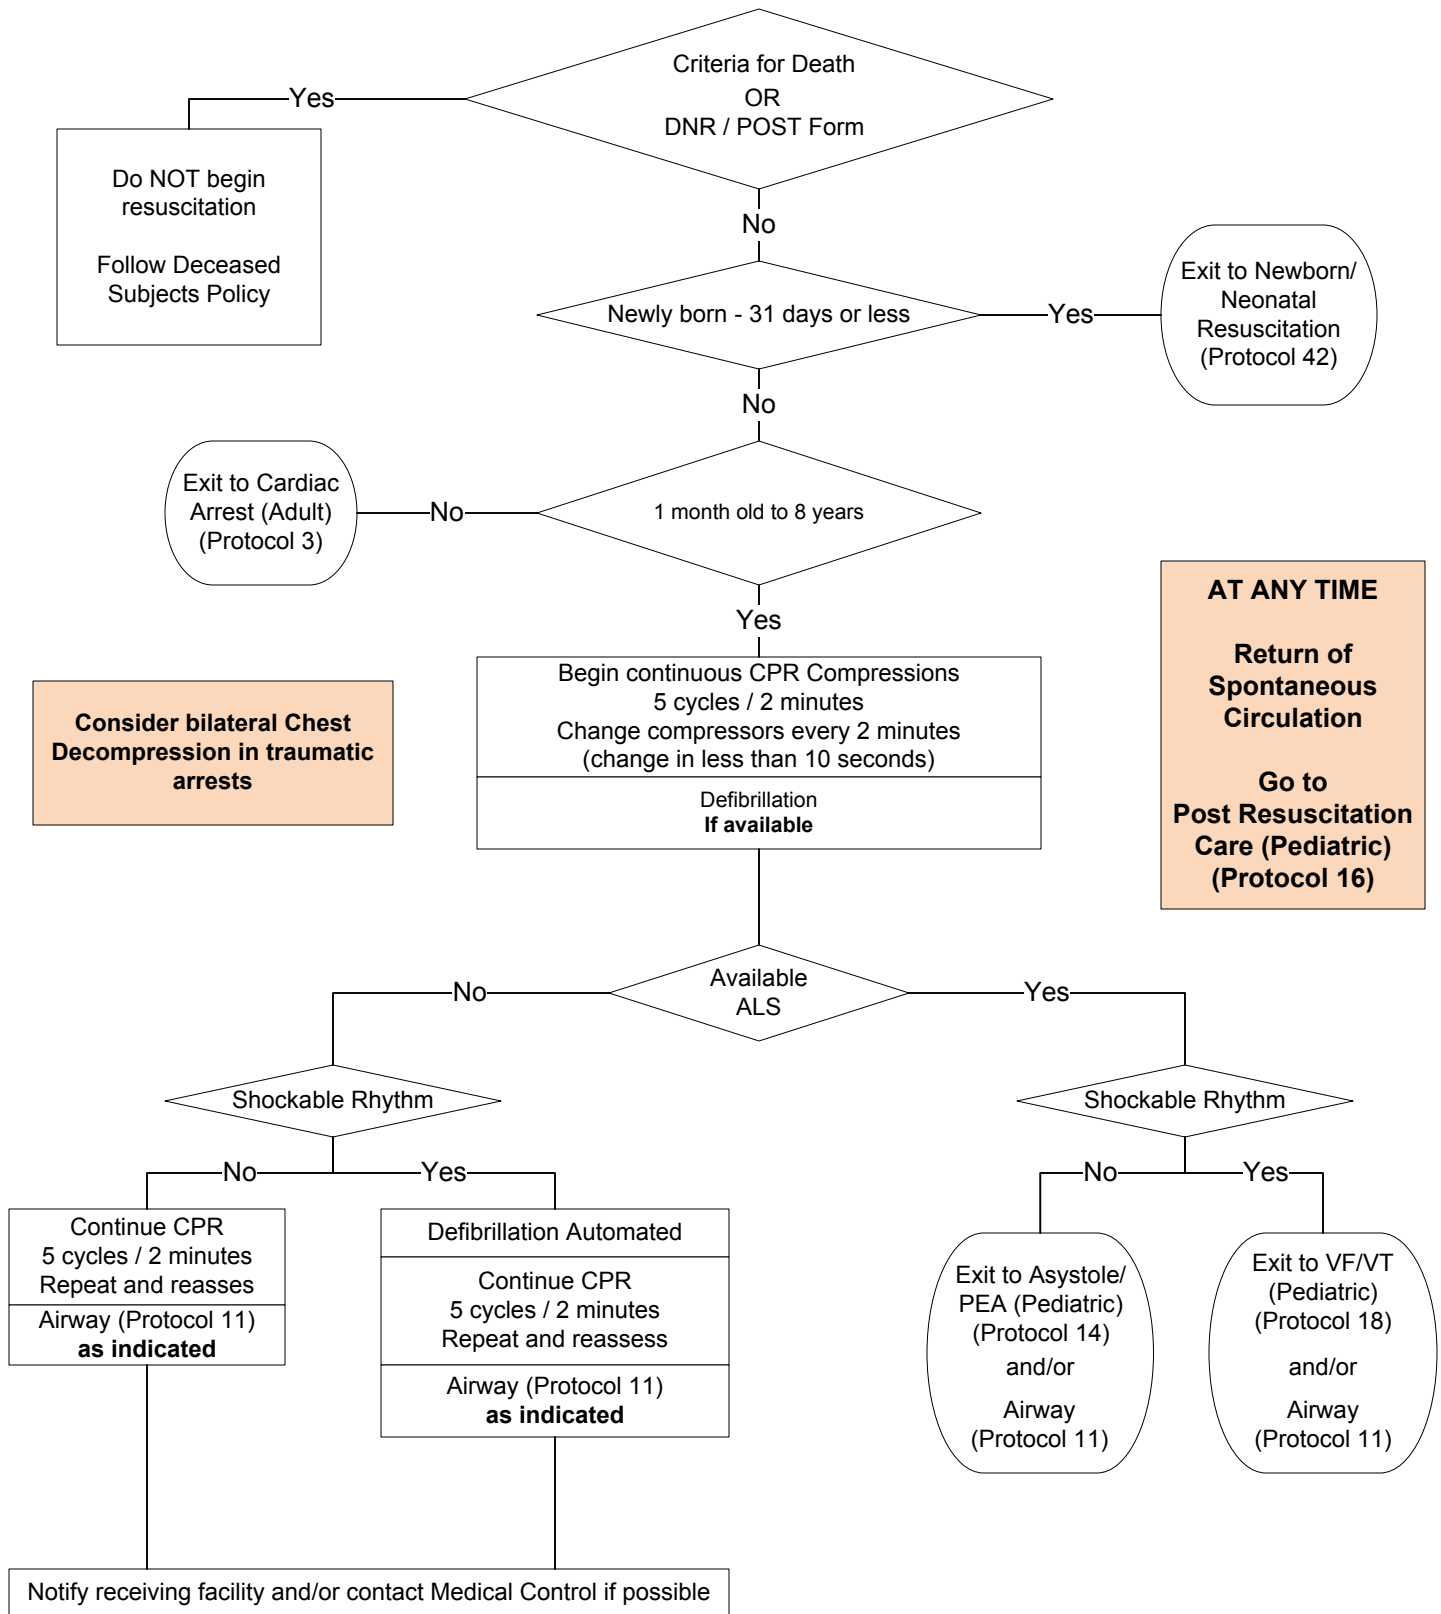 Criteria for Death
OR
DNR / POST Form
Yes
Do NOT begin
resuscitation
Follow Deceased
Subjects Policy
No
Newly born - 31 days or less
Yes
Exit to Newborn/
Neonatal
Resuscitation
(Protocol 42)
No
1 month old to 8 years
No
Exit to Cardiac
Arrest (Adult)
(Protocol 3)
Yes
Begin continuous CPR Compressions
5 cycles / 2 minutes
Change compressors every 2 minutes
(change in less than 10 seconds)
Defibrillation
If available
Consider bilateral Chest
Decompression in traumatic
arrests
AT ANY TIME
Return of
Spontaneous
Circulation
Go to
Post Resuscitation
Care (Pediatric)
(Protocol 16)
Available
ALS
No
Yes
Shockable Rhythm
No
Yes
Continue CPR
5 cycles / 2 minutes
Repeat and reasses
Airway (Protocol 11)
as indicated
Defibrillation Automated
Continue CPR
5 cycles / 2 minutes
Repeat and reassess
Airway (Protocol 11)
as indicated
Shockable Rhythm
No
Yes
Exit to Asystole/
PEA (Pediatric)
(Protocol 14)
and/or
Airway
(Protocol 11)
Exit to VF/VT
(Pediatric)
(Protocol 18)
and/or
Airway
(Protocol 11)
Notify receiving facility and/or contact Medical Control if possible